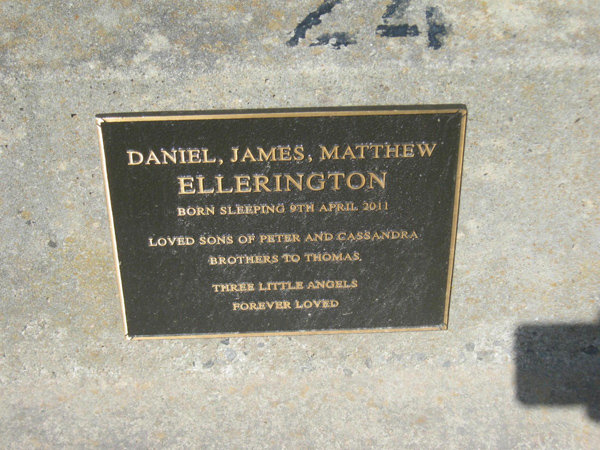 24
DANIEL, JAMES, MATTHEW
ELLERINGTON
BORN SLEEPING 9TH APRIL 2011
LOVED SONS OF PETER AND CASSANDRA
BROTHERS TO THOMAS,
THREE LITTLE ANGELS
FOREVER LOVED